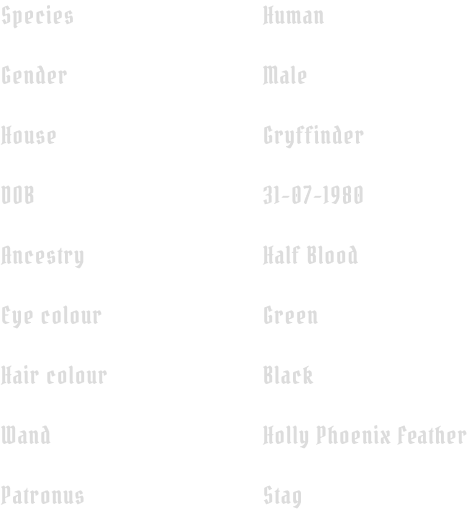 Species Human
Gender Male
House Gryffinder
DOB 31-07-1980
Ancestry Half Blood
Eye colour Green
Hair colour Black
Wand Holly Phoenix Feather
Patronus Stag